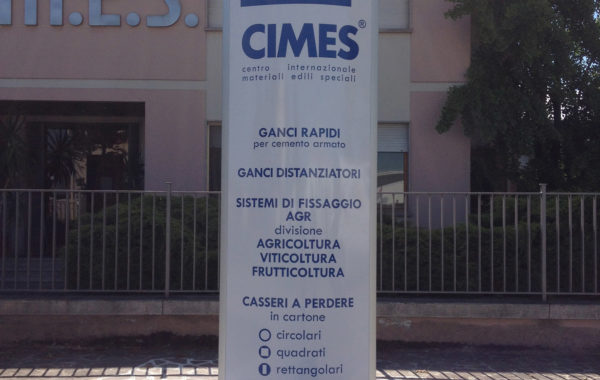 M.E.S.
CIMES®
centro internazionale
materiali edili speciali
GANCI RAPIDI
per cemento armato
GANCI DISTANZIATORI
SISTEMI DI FISSAGGIO
AGR
divisione
AGRICOLTURA
VITICOLTURA
FRUTTICOLTURA
CASSERI A PERDERE
in cartone
circolari
quadrati
rettangolari